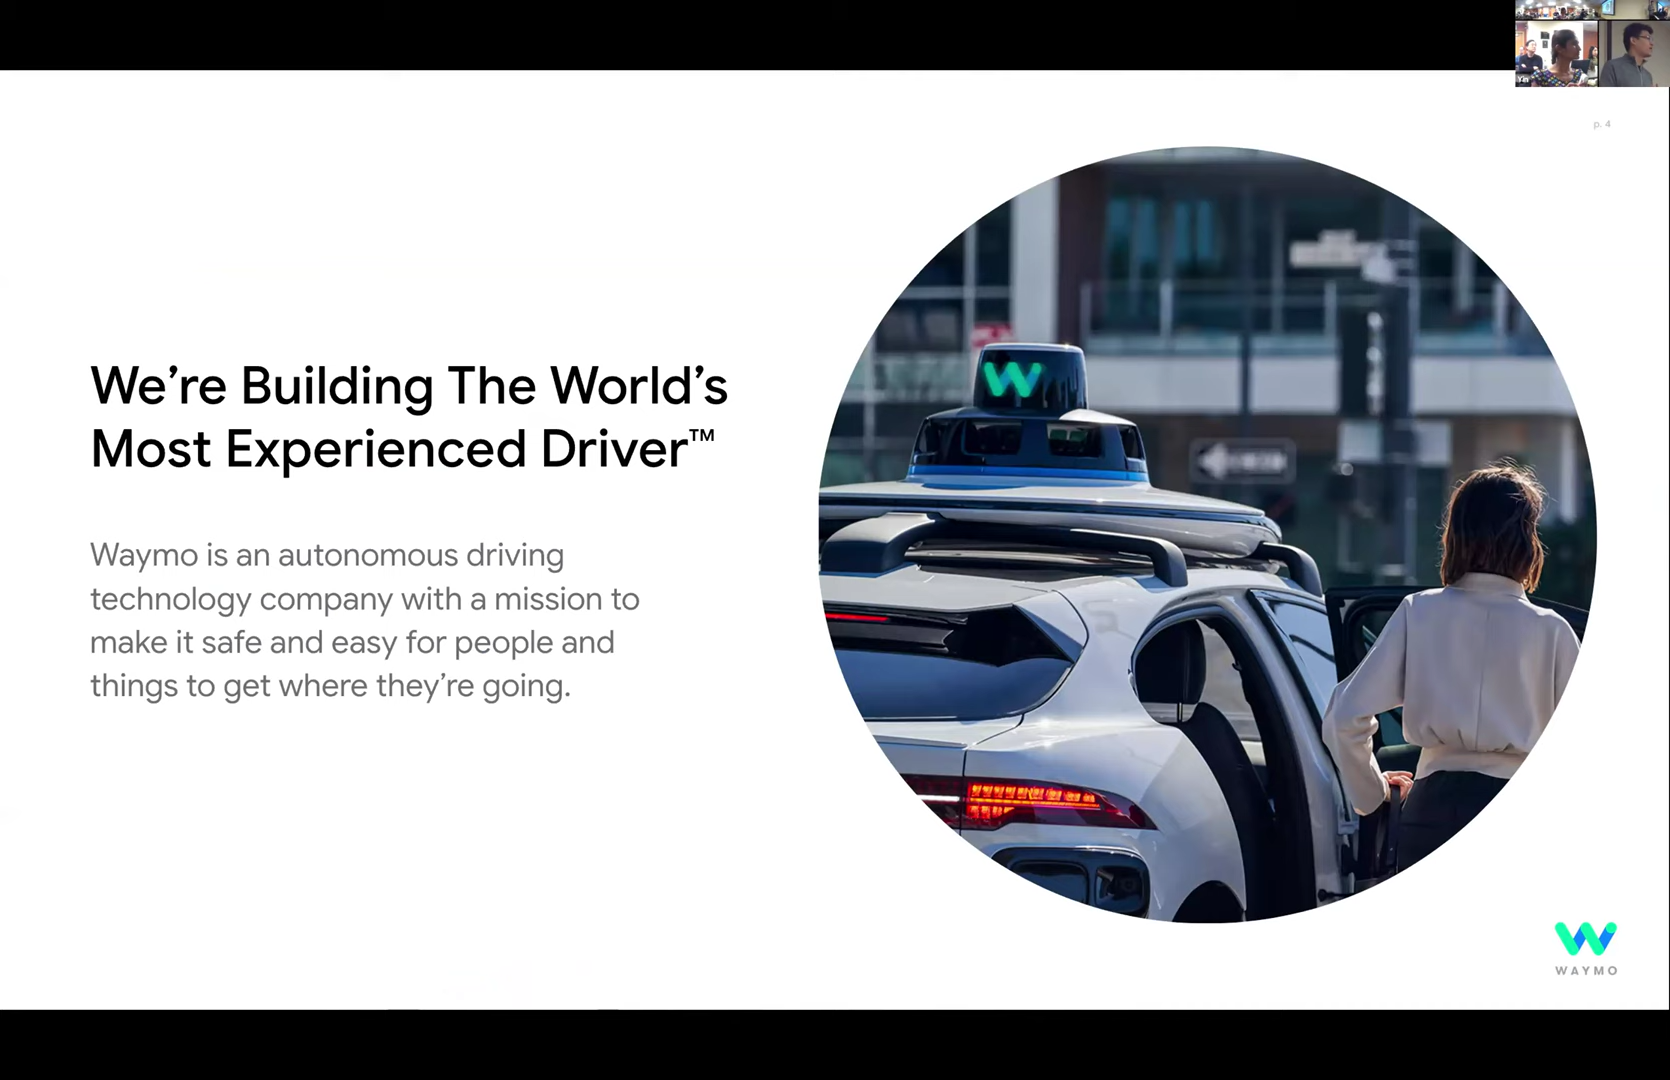 p. 4
We’re Building The World’s
Most Experienced Driver™
Waymo is an autonomous driving
technology company with a mission to
make it safe and easy for people and
things to get where they’re going.
WAYMO